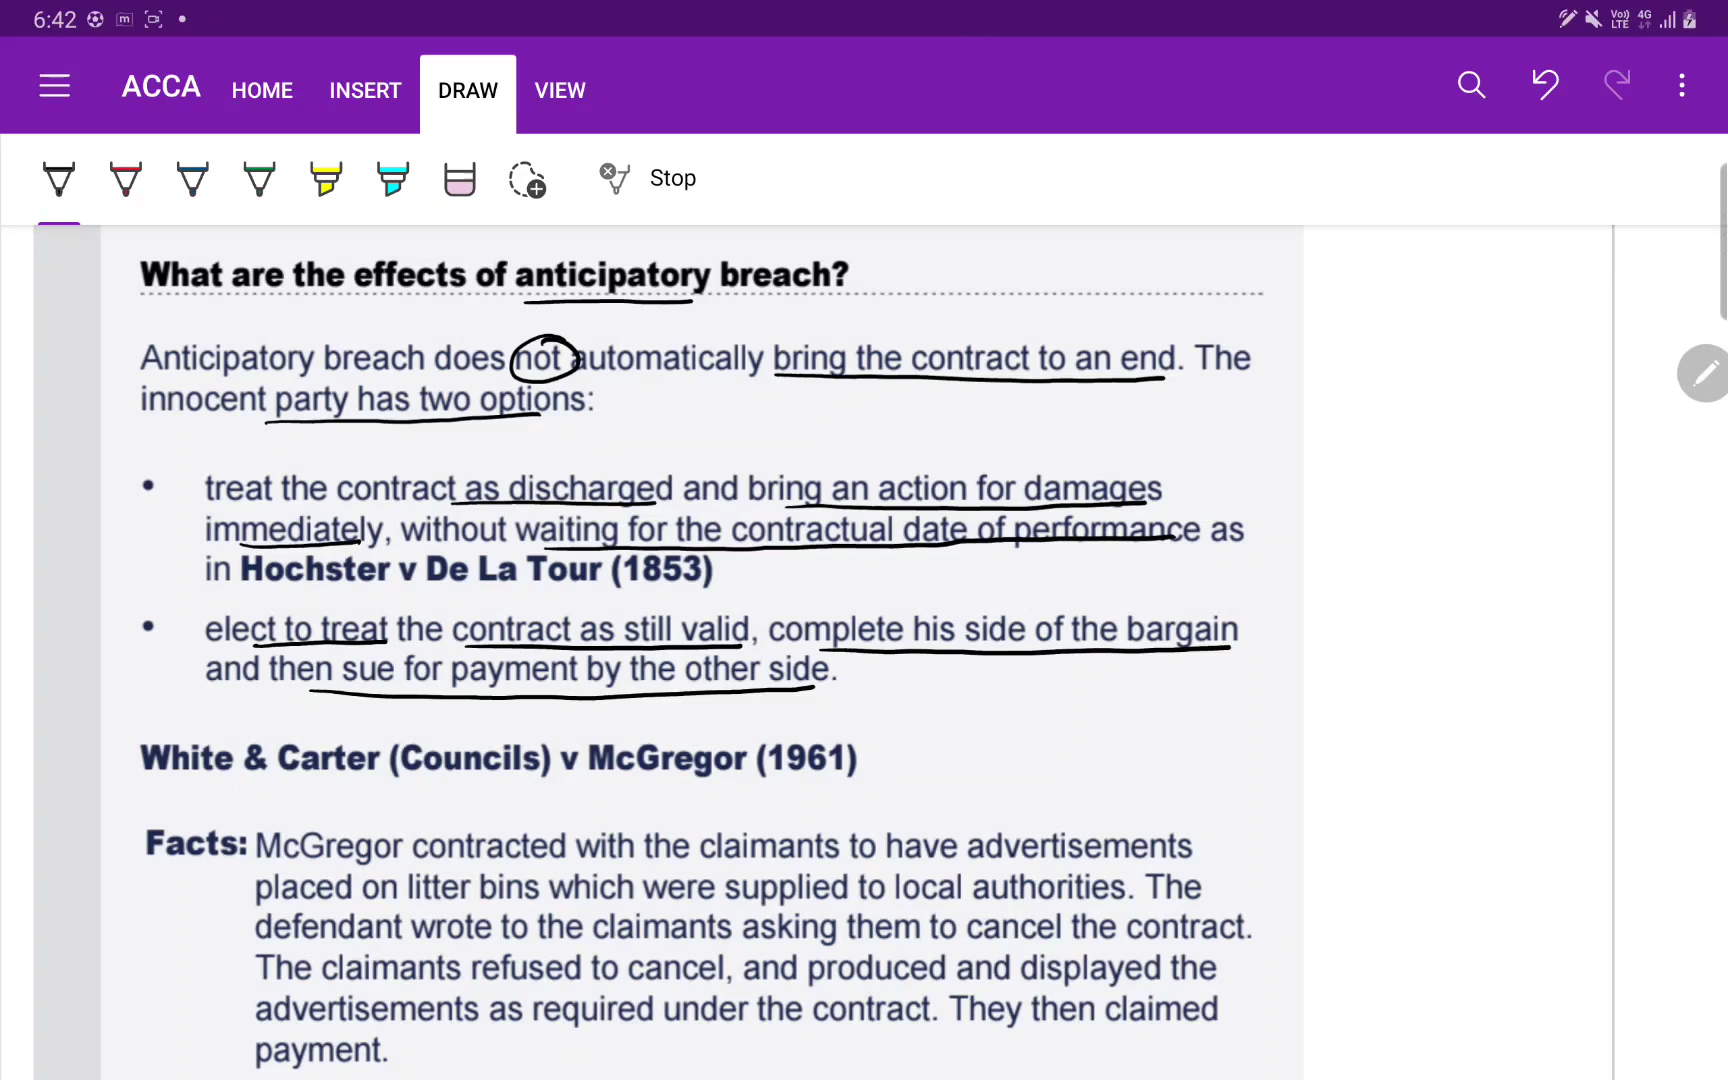 6:42
Vo)) LTE 4G
ACCA HOME INSERT DRAW VIEW
Stop
What are the effects of anticipatory breach?
Anticipatory breach does not automatically bring the contract to an end. The
innocent party has two options:
• treat the contract as discharged and bring an action for damages
immediately, without waiting for the contractual date of performance as
in Hochster v De La Tour (1853)
• elect to treat the contract as still valid, complete his side of the bargain
and then sue for payment by the other side.
White & Carter (Councils) v McGregor (1961)
Facts: McGregor contracted with the claimants to have advertisements
placed on litter bins which were supplied to local authorities. The
defendant wrote to the claimants asking them to cancel the contract.
The claimants refused to cancel, and produced and displayed the
advertisements as required under the contract. They then claimed
payment.